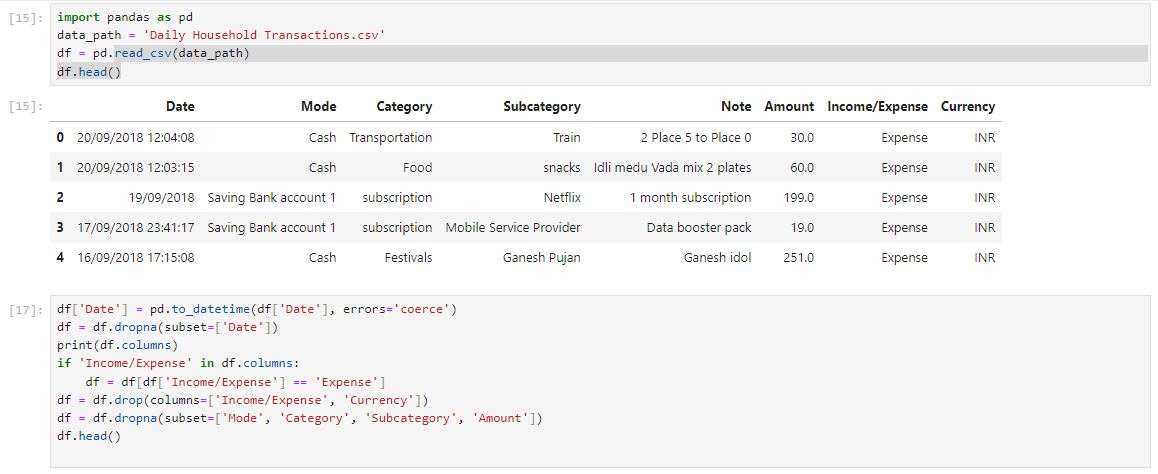 [15]: import pandas as pd
data_path = 'Daily Household Transactions.csv'
df = pd.read_csv(data_path)
df.head()
[15]: Date Mode Category Subcategory Note Amount Income/Expense Currency
0 20/09/2018 12:04:08 Cash Transportation Train 2 Place 5 to Place 0 30.0 Expense INR
1 20/09/2018 12:03:15 Cash Food snacks Idli medu Vada mix 2 plates 60.0 Expense INR
2 19/09/2018 Saving Bank account 1 subscription Netflix 1 month subscription 199.0 Expense INR
3 17/09/2018 23:41:17 Saving Bank account 1 subscription Mobile Service Provider Data booster pack 19.0 Expense INR
4 16/09/2018 17:15:08 Cash Festivals Ganesh Pujan Ganesh idol 251.0 Expense INR
[17]: df['Date'] = pd.to_datetime(df['Date'], errors='coerce')
df = df.dropna(subset=['Date'])
print(df.columns)
if 'Income/Expense' in df.columns:
    df = df[df['Income/Expense'] == 'Expense']
df = df.drop(columns=['Income/Expense', 'Currency'])
df = df.dropna(subset=['Mode', 'Category', 'Subcategory', 'Amount'])
df.head()